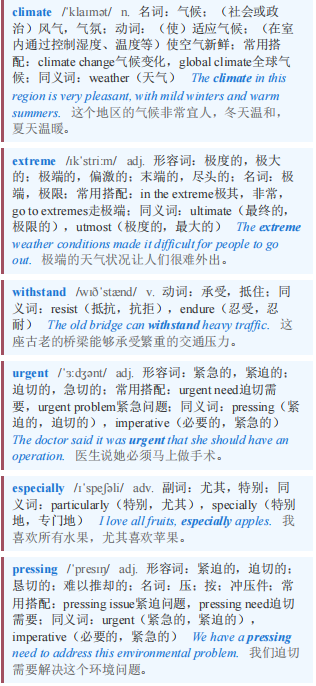 climate /ˈklaɪmət/ n. 名词：气候；（社会或政
治）风气，气氛；动词：（使）适应气候；（在室
内通过控制湿度、温度等）使空气新鲜；常用搭
配：climate change气候变化，global climate全球气
候；同义词：weather（天气） The climate in this
region is very pleasant, with mild winters and warm
summers. 这个地区的气候非常宜人，冬天温和，
夏天温暖。
extreme /ɪkˈstriːm/ adj. 形容词：极度的，极大
的；极端的，偏激的；末端的，尽头的；名词：极
端，极限；常用搭配：in the extreme极其，非常，
go to extremes走极端；同义词：ultimate（最终的，
极限的），utmost（极度的，最大的） The extreme
weather conditions made it difficult for people to go
out. 极端的天气状况让人们很难外出。
withstand /wɪðˈstænd/ v. 动词：承受，抵住；同
义词：resist（抵抗，抗拒），endure（忍受，忍
耐） The old bridge can withstand heavy traffic. 这
座古老的桥梁能够承受繁重的交通压力。
urgent /ˈɜːdʒənt/ adj. 形容词：紧急的，紧迫的；
迫切的，急切的；常用搭配：urgent need迫切需
要，urgent problem紧急问题；同义词：pressing（紧
迫的，迫切的），imperative（必要的，紧急的）
The doctor said it was urgent that she should have an
operation. 医生说她必须马上做手术。
especially /ɪˈspeʃəli/ adv. 副词：尤其，特别；同
义词：particularly（特别，尤其），specially（特别
地，专门地） I love all fruits, especially apples. 我
喜欢所有水果，尤其喜欢苹果。
pressing /ˈpresɪŋ/ adj. 形容词：紧迫的，迫切的；
恳切的；难以推却的；名词：压；按；冲压件；常
用搭配：pressing issue紧迫问题，pressing need迫切
需要；同义词：urgent（紧急的，紧迫的），
imperative（必要的，紧急的） We have a pressing
need to address this environmental problem. 我们迫切
需要解决这个环境问题。